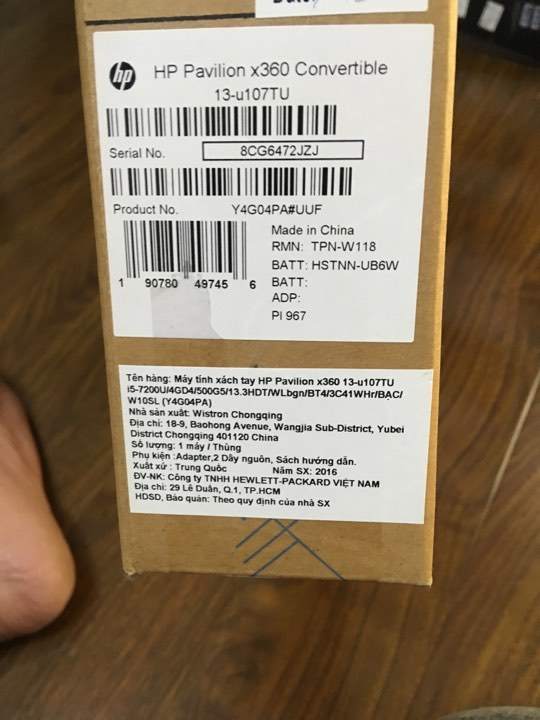 hp HP Pavilion x360 Convertible
13-u107TU
Serial No. 8CG6472JZJ
Product No. Y4G04PA#UUF
Made in China
RMN: TPN-W118
BATT: HSTNN-UB6W
BATT:
ADP:
PI 967
1 90780 49745 6
Tên hàng: Máy tính xách tay HP Pavilion x360 13-u107TU
i5-7200U/4GD4/500G5/13.3HDT/WLbgn/BT4/3C41WHr/BẠC/
W10SL (Y4G04PA)
Nhà sản xuất: Wistron Chongqing
Địa chỉ: 18-9, Baohong Avenue, Wangjia Sub-District, Yubei
District Chongqing 401120 China
Số lượng: 1 máy / Thùng
Phụ kiện :Adapter,2 Dây nguồn, Sách hướng dẫn.
Xuất xứ : Trung Quốc Năm SX: 2016
ĐV-NK: Công ty TNHH HEWLETT-PACKARD VIỆT NAM
Địa chỉ: 29 Lê Duẩn, Q.1, TP.HCM
HDSD, Bảo quản: Theo quy định của nhà SX